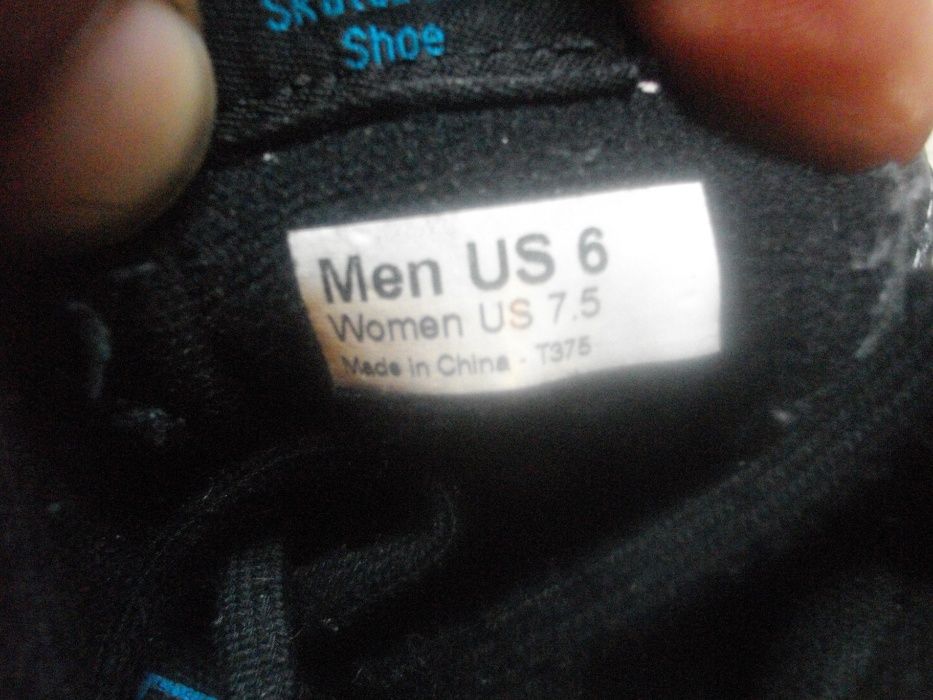 Shoe
Men US 6
Women US 7.5
Made in China - T375